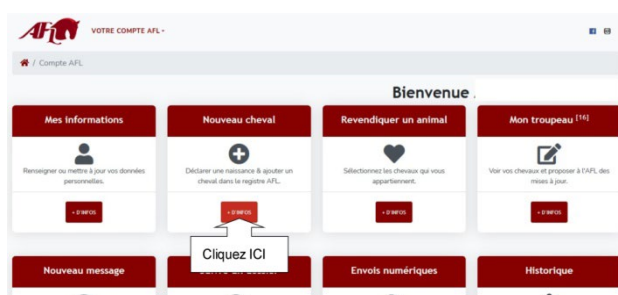 AFL
VOTRE COMPTE AFL
/ Compte AFL
Bienvenue
Mes informations
Nouveau cheval
Revendiquer un animal
Mon troupeau [16]
Renseigner ou mettre à jour vos données
personnelles.
Déclarer une naissance & ajouter un
cheval dans le registre AFL.
Sélectionnez les chevaux qui vous
appartiennent.
Voir vos chevaux et proposer à l'AFL des
mises à jour.
+ D'INFOS
+ D'INFOS
+ D'INFOS
+ D'INFOS
Cliquez ICI
Nouveau message
Envois numériques
Historique